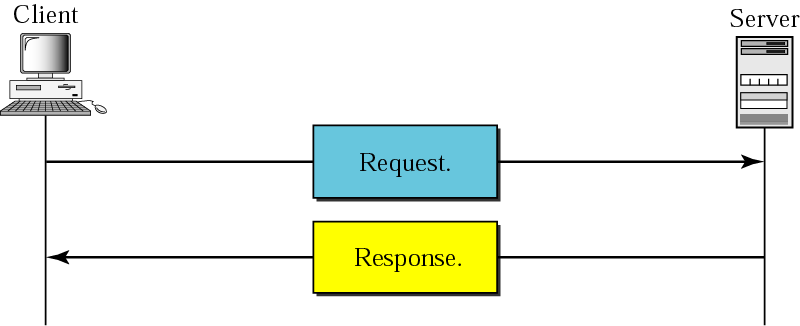 Client
Server
Request.
Response.